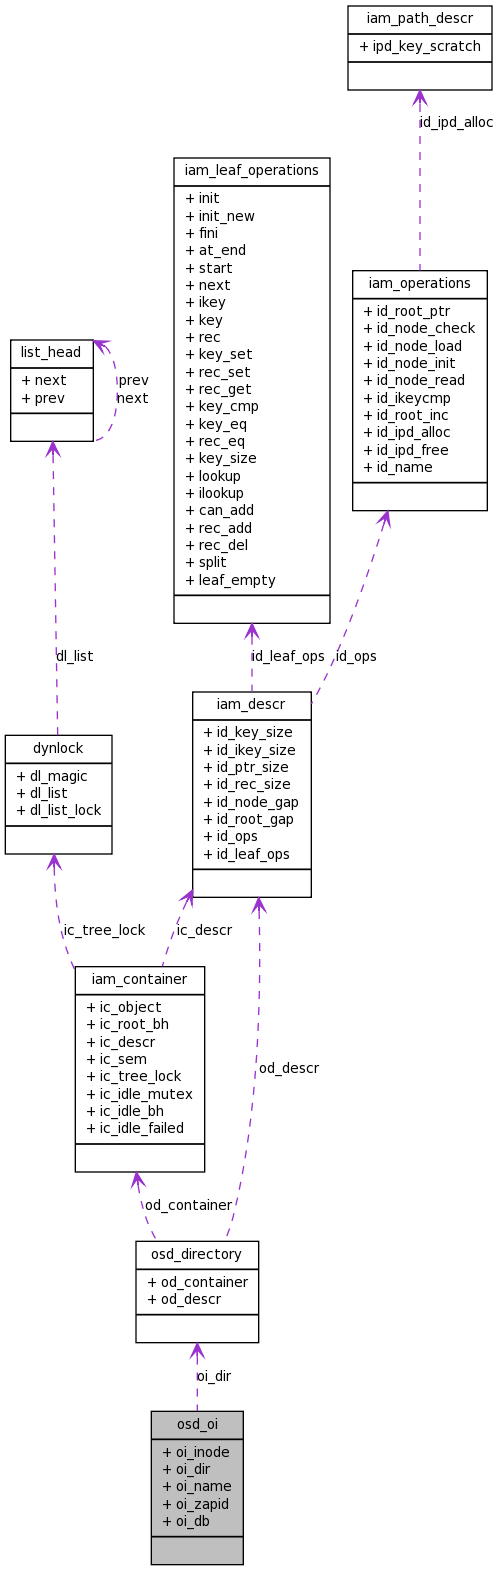 iam_path_descr
+ ipd_key_scratch
id_ipd_alloc
iam_leaf_operations
+ init
+ init_new
+ fini
+ at_end
+ start
+ next
+ ikey
+ key
+ rec
+ key_set
+ rec_set
+ rec_get
+ key_cmp
+ key_eq
+ rec_eq
+ key_size
+ lookup
+ ilookup
+ can_add
+ rec_add
+ rec_del
+ split
+ leaf_empty
iam_operations
+ id_root_ptr
+ id_node_check
+ id_node_load
+ id_node_init
+ id_node_read
+ id_ikeycmp
+ id_root_inc
+ id_ipd_alloc
+ id_ipd_free
+ id_name
list_head
+ next
+ prev
prev
next
dl_list
id_leaf_ops
id_ops
dynlock
+ dl_magic
+ dl_list
+ dl_list_lock
iam_descr
+ id_key_size
+ id_ikey_size
+ id_ptr_size
+ id_rec_size
+ id_node_gap
+ id_root_gap
+ id_ops
+ id_leaf_ops
ic_tree_lock
ic_descr
iam_container
+ ic_object
+ ic_root_bh
+ ic_descr
+ ic_sem
+ ic_tree_lock
+ ic_idle_mutex
+ ic_idle_bh
+ ic_idle_failed
od_descr
od_container
osd_directory
+ od_container
+ od_descr
oi_dir
osd_oi
+ oi_inode
+ oi_dir
+ oi_name
+ oi_zapid
+ oi_db